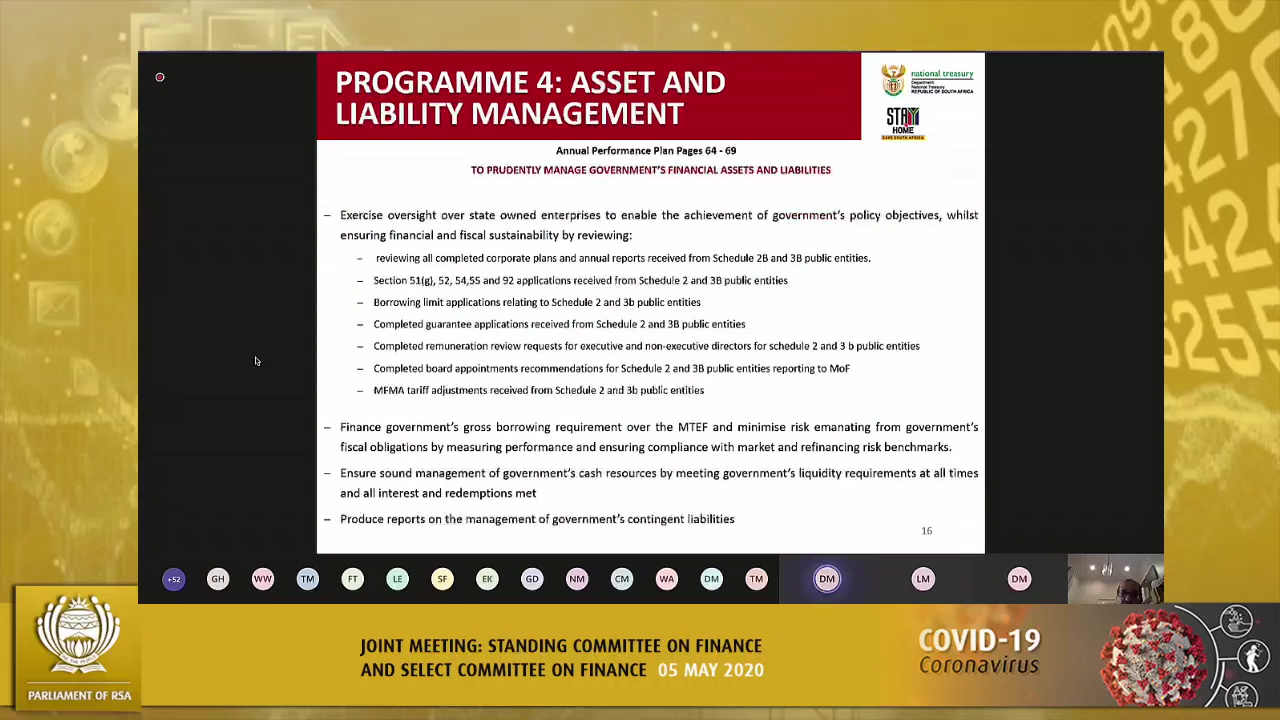 PROGRAMME 4: ASSET AND
LIABILITY MANAGEMENT
national treasury
Department:
National Treasury
REPUBLIC OF SOUTH AFRICA
STAY
HOME
SAVE SOUTH AFRICA
Annual Performance Plan Pages 64 - 69
TO PRUDENTLY MANAGE GOVERNMENT'S FINANCIAL ASSETS AND LIABILITIES
– Exercise oversight over state owned enterprises to enable the achievement of government's policy objectives, whilst
ensuring financial and fiscal sustainability by reviewing:
– reviewing all completed corporate plans and annual reports received from Schedule 2B and 3B public entities.
– Section 51(g), 52, 54,55 and 92 applications received from Schedule 2 and 3B public entities
– Borrowing limit applications relating to Schedule 2 and 3b public entities
– Completed guarantee applications received from Schedule 2 and 3B public entities
– Completed remuneration review requests for executive and non-executive directors for schedule 2 and 3 b public entities
– Completed board appointments recommendations for Schedule 2 and 3B public entities reporting to MoF
– MFMA tariff adjustments received from Schedule 2 and 3b public entities
– Finance government's gross borrowing requirement over the MTEF and minimise risk emanating from government's
fiscal obligations by measuring performance and ensuring compliance with market and refinancing risk benchmarks.
– Ensure sound management of government's cash resources by meeting government's liquidity requirements at all times
and all interest and redemptions met
– Produce reports on the management of government's contingent liabilities
16
+52 GH WW TM FT LE SF EK GD NM CM WA DM TM DM LM DM
PARLIAMENT OF RSA
JOINT MEETING: STANDING COMMITTEE ON FINANCE
AND SELECT COMMITTEE ON FINANCE 05 MAY 2020
COVID-19
Coronavirus